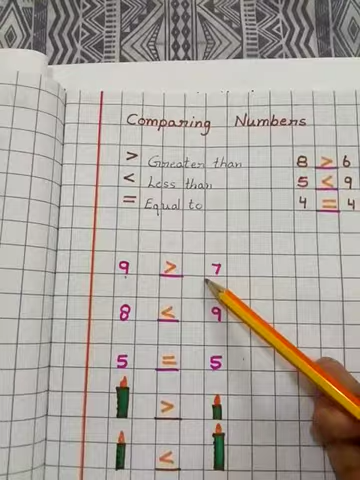 Comparing Numbers
> Greater than 8 > 6
< Less than 5 < 9
= Equal to 4 = 4
9 > 7
8 < 9
5 = 5
>
<